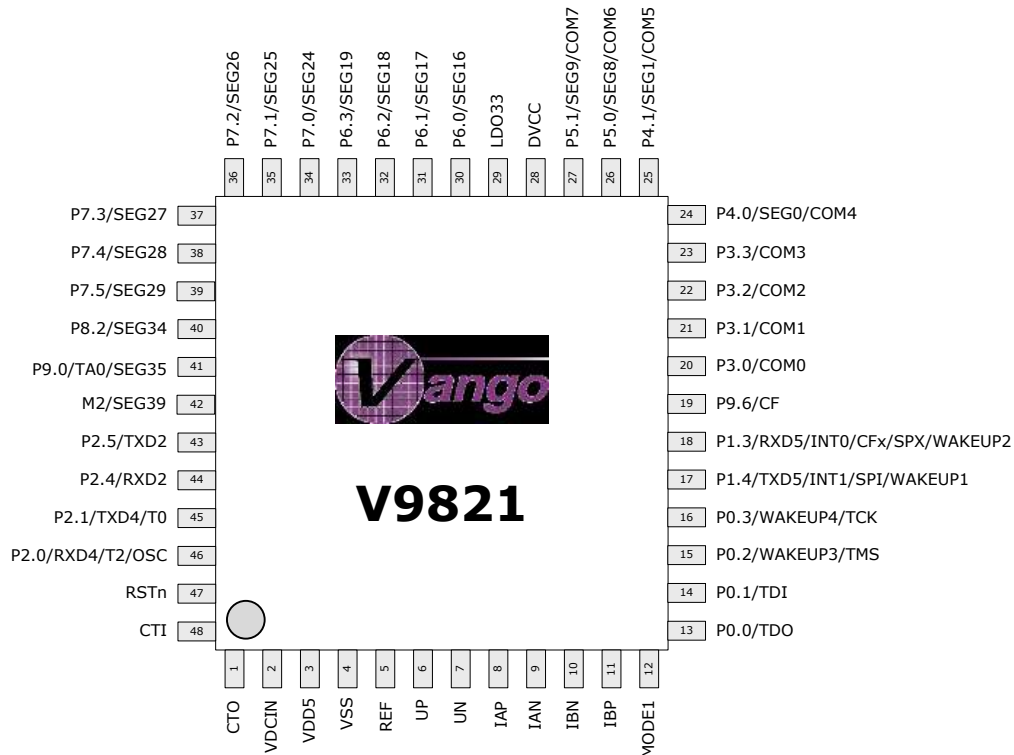 P7.2/SEG26
P7.1/SEG25
P7.0/SEG24
P6.3/SEG19
P6.2/SEG18
P6.1/SEG17
P6.0/SEG16
LDO33
DVCC
P5.1/SEG9/COM7
P5.0/SEG8/COM6
P4.1/SEG1/COM5
36
35
34
33
32
31
30
29
28
27
26
25
P7.3/SEG27 37
P7.4/SEG28 38
P7.5/SEG29 39
P8.2/SEG34 40
P9.0/TA0/SEG35 41
M2/SEG39 42
P2.5/TXD2 43
P2.4/RXD2 44
P2.1/TXD4/T0 45
P2.0/RXD4/T2/OSC 46
RSTn 47
CTI 48
Vango
V9821
24 P4.0/SEG0/COM4
23 P3.3/COM3
22 P3.2/COM2
21 P3.1/COM1
20 P3.0/COM0
19 P9.6/CF
18 P1.3/RXD5/INT0/CFx/SPX/WAKEUP2
17 P1.4/TXD5/INT1/SPI/WAKEUP1
16 P0.3/WAKEUP4/TCK
15 P0.2/WAKEUP3/TMS
14 P0.1/TDI
13 P0.0/TDO
1
2
3
4
5
6
7
8
9
10
11
12
CTO
VDCIN
VDD5
VSS
REF
UP
UN
IAP
IAN
IBN
IBP
MODE1